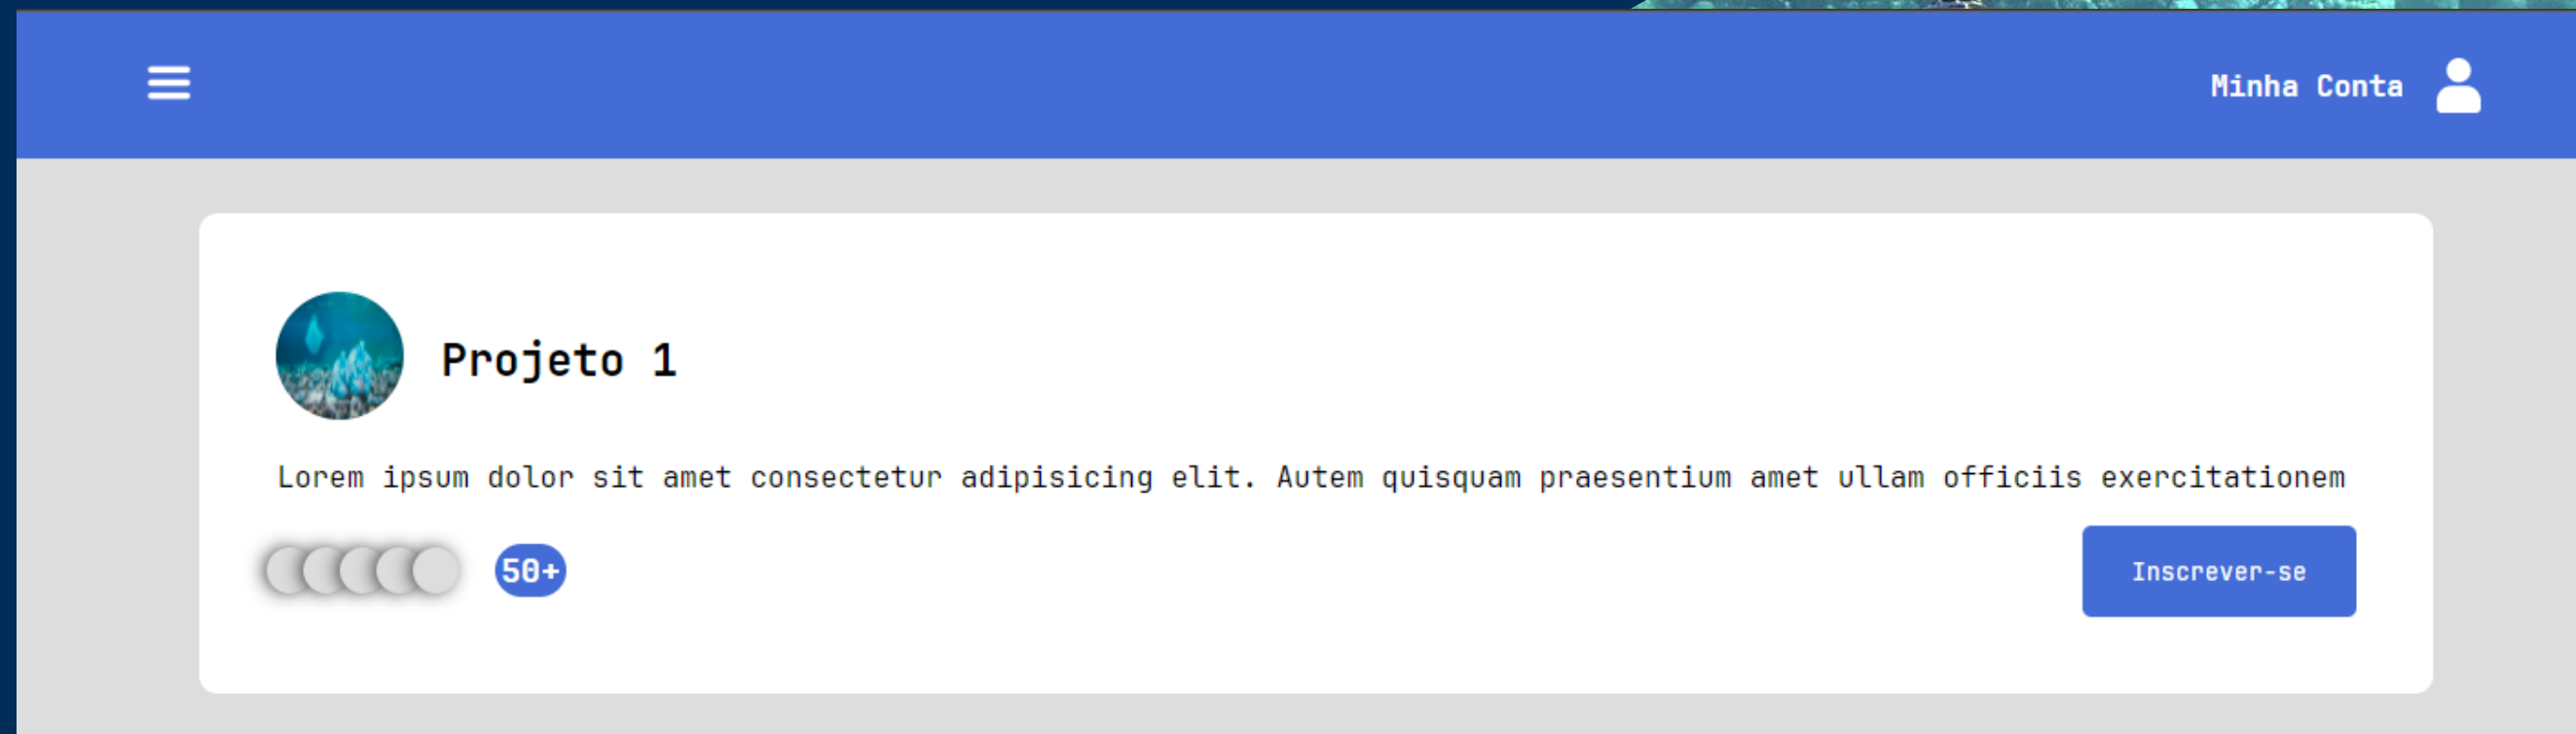 Minha Conta
Projeto 1
Lorem ipsum dolor sit amet consectetur adipisicing elit. Autem quisquam praesentium amet ullam officiis exercitationem
50+
Inscrever-se